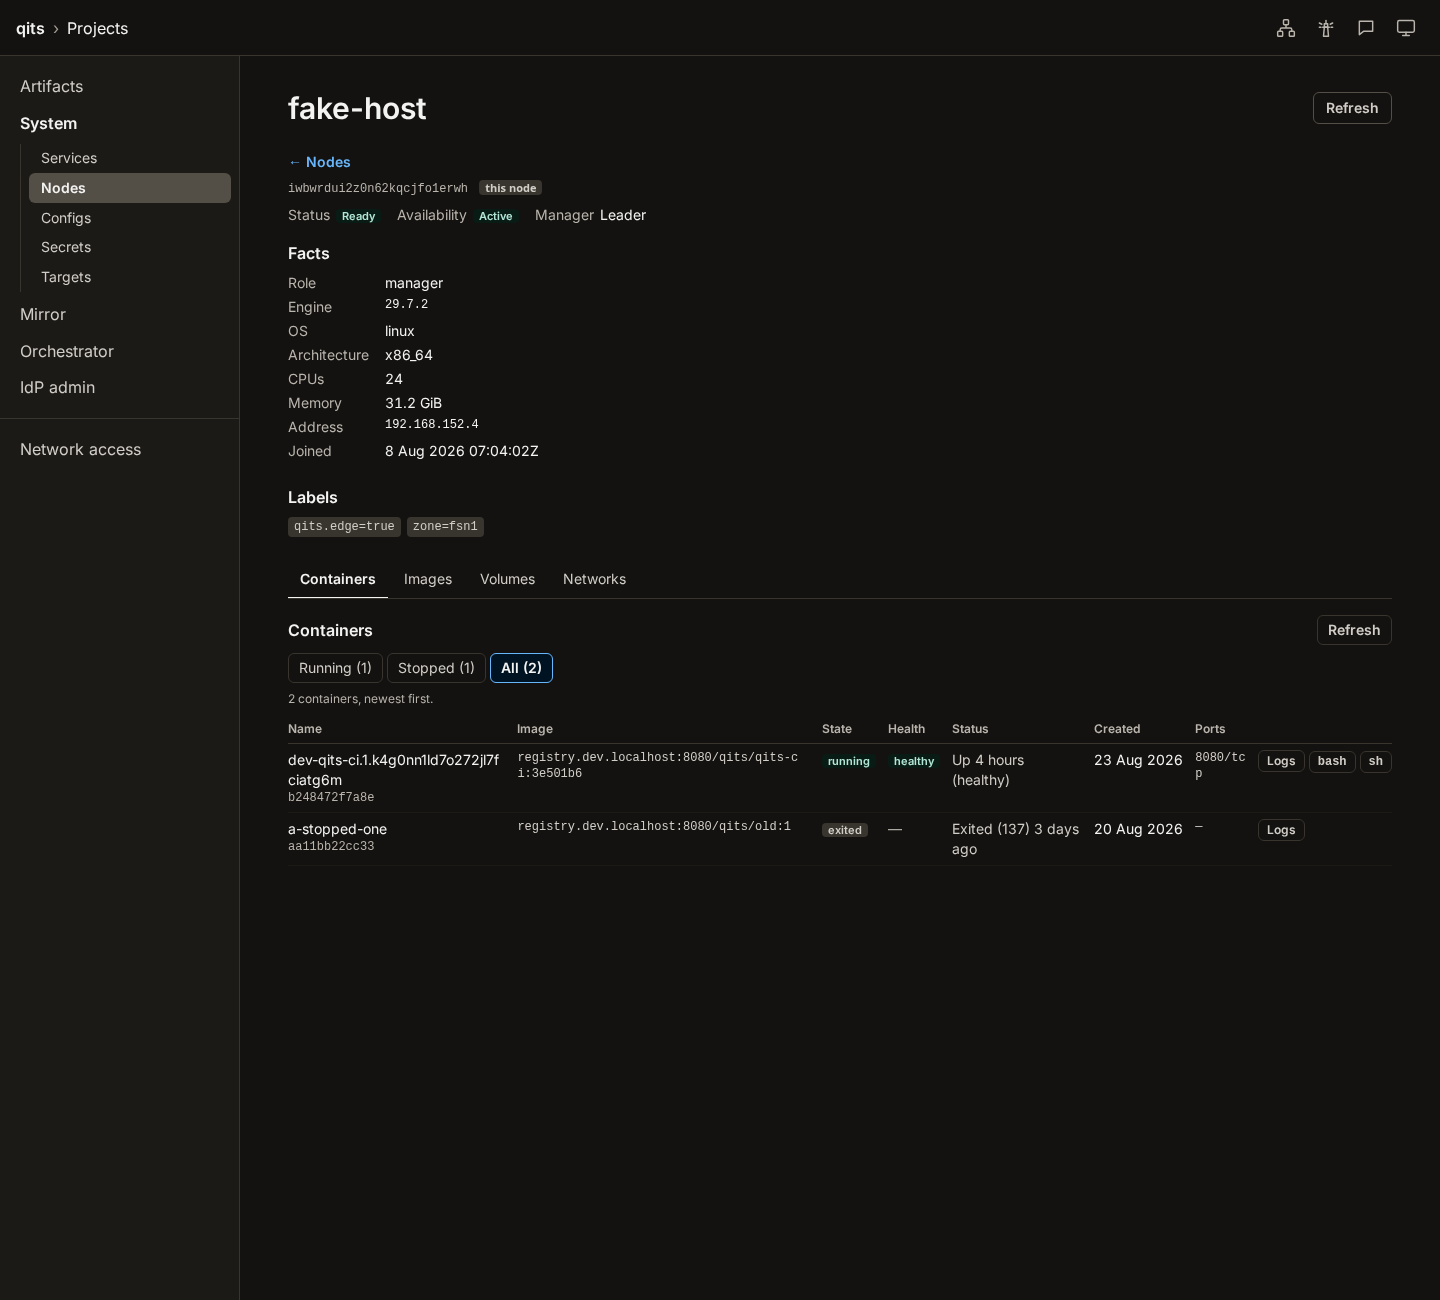 qits › Projects
Artifacts
System
Services
Nodes
Configs
Secrets
Targets
Mirror
Orchestrator
IdP admin
Network access
fake-host
Refresh
← Nodes
iwbwrdui2z0n62kqcjfo1erwh this node
Status Ready Availability Active Manager Leader
Facts
Role manager
Engine 29.7.2
OS linux
Architecture x86_64
CPUs 24
Memory 31.2 GiB
Address 192.168.152.4
Joined 8 Aug 2026 07:04:02Z
Labels
qits.edge=true zone=fsn1
Containers Images Volumes Networks
Containers Refresh
Running (1) Stopped (1) All (2)
2 containers, newest first.
Name Image State Health Status Created Ports
dev-qits-ci.1.k4g0nn1ld7o272jl7f registry.dev.localhost:8080/qits/qits-c running healthy Up 4 hours 23 Aug 2026 8080/tc Logs bash sh
ciatg6m i:3e501b6 (healthy) p
b248472f7a8e
a-stopped-one registry.dev.localhost:8080/qits/old:1 exited — Exited (137) 3 days 20 Aug 2026 — Logs
aa11bb22cc33 ago